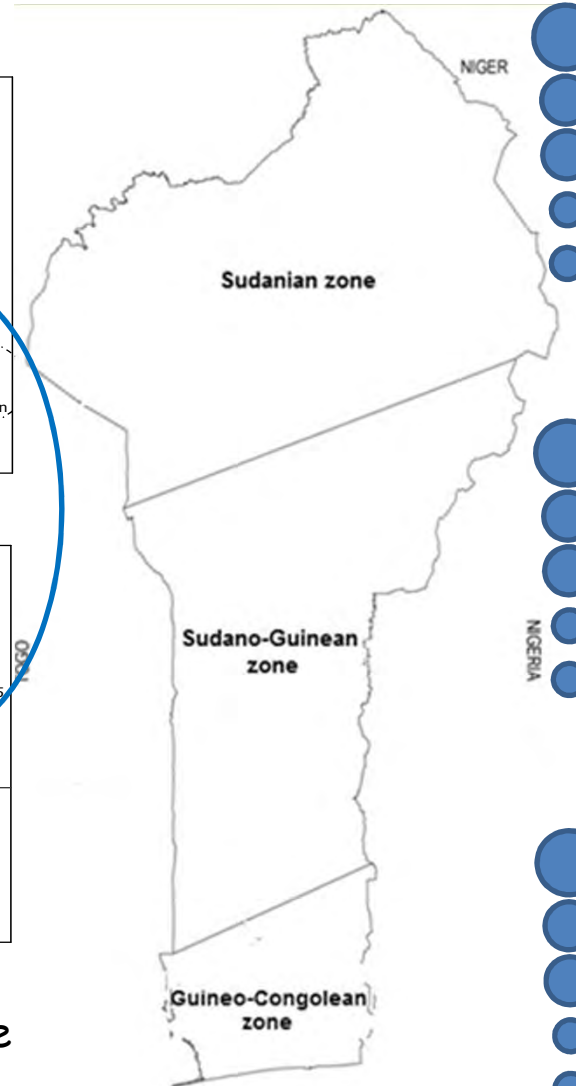 NIGER
Sudanian zone
n
Sudano-Guinean
zone
NIGERIA
Guineo-Congolean
zone
e